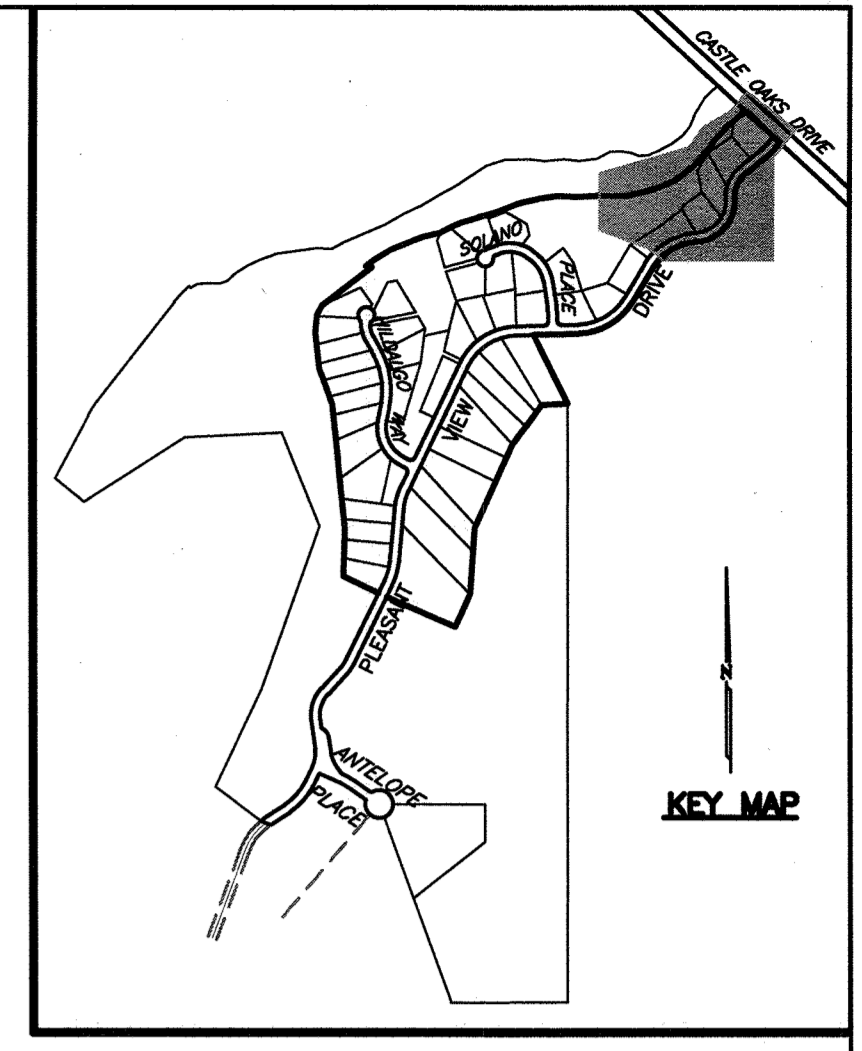 CASTLE OAKS DRIVE
SOLANO
PLACE
DRIVE
HILDALGO
WAY
VIEW
PLEASANT
ANTELOPE
PLACE
N
KEY MAP